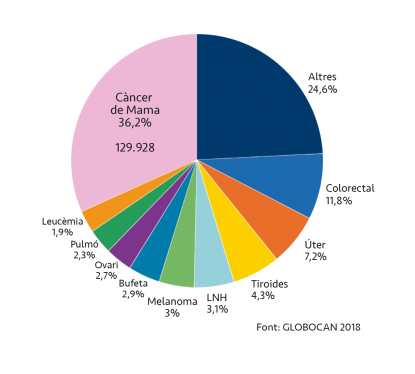 Càncer
de Mama
36,2%
129.928
Altres
24,6%
Colorectal
11,8%
Úter
7,2%
Tiroides
4,3%
LNH
3,1%
Melanoma
3%
Bufeta
2,9%
Ovari
2,7%
Pulmó
2,3%
Leucèmia
1,9%
Font: GLOBOCAN 2018